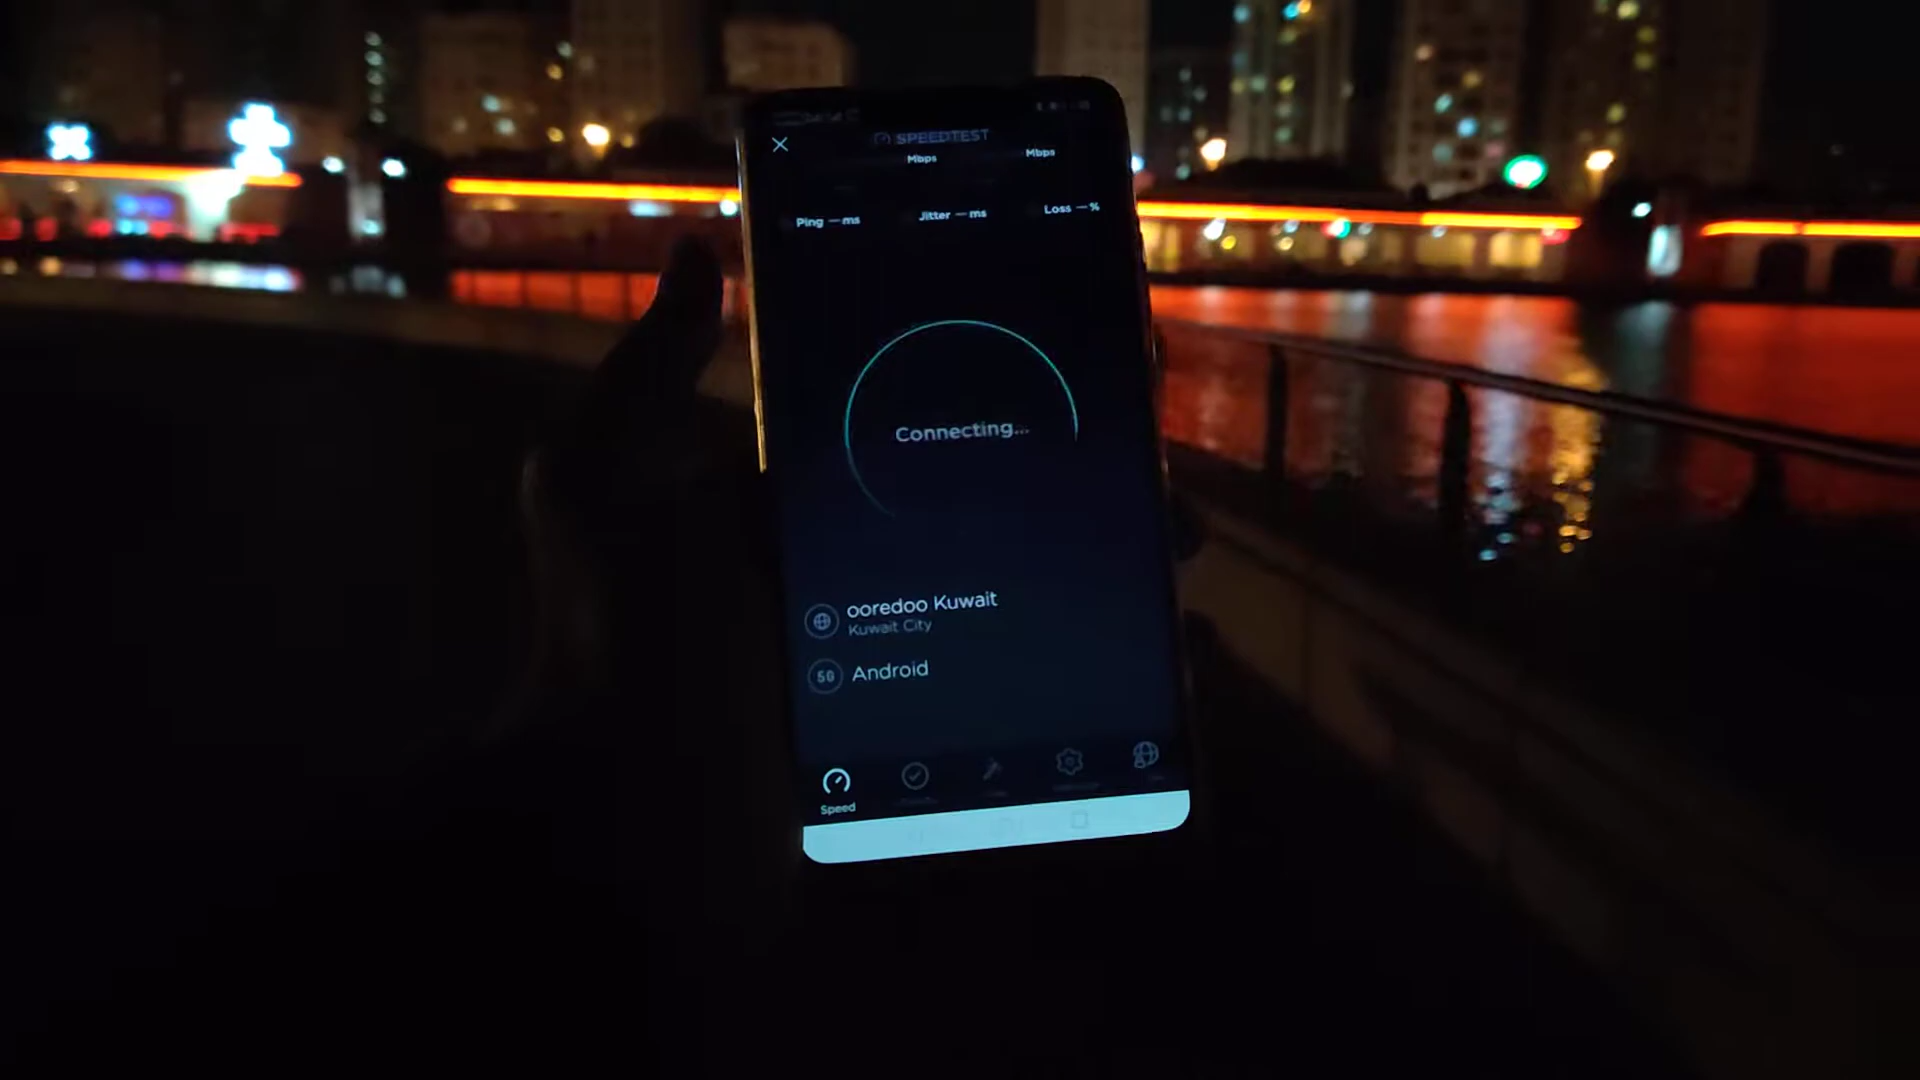 SPEEDTEST
Mbps Mbps
Ping — ms Jitter — ms Loss — %
Connecting...
ooredoo Kuwait
Kuwait City
5G Android
Speed